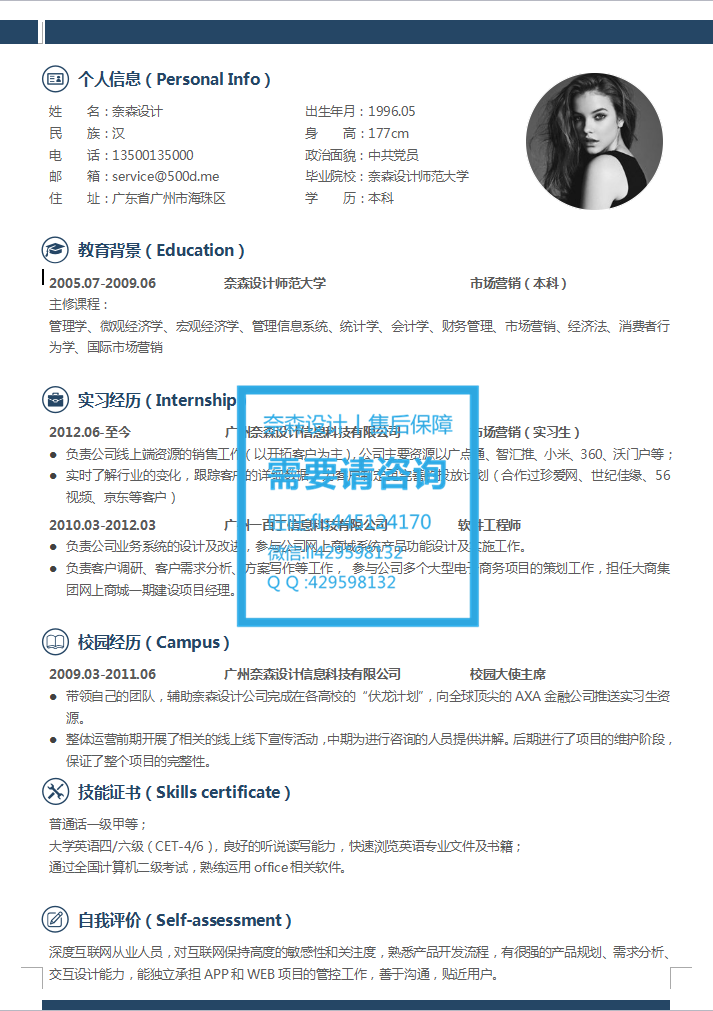 个人信息（Personal Info）
姓 名：奈森设计 出生年月：1996.05
民 族：汉 身 高：177cm
电 话：13500135000 政治面貌：中共党员
邮 箱：service@500d.me 毕业院校：奈森设计师范大学
住 址：广东省广州市海珠区 学 历：本科
教育背景（Education）
2005.07-2009.06 奈森设计师范大学 市场营销（本科）
主修课程：
管理学、微观经济学、宏观经济学、管理信息系统、统计学、会计学、财务管理、市场营销、经济法、消费者行
为学、国际市场营销
实习经历（Internship
2012.06-至今 广州奈森设计信息科技有限公司 市场营销（实习生）
● 负责公司线上端资源的销售工作（以开拓客户为主），公司主要资源以广点通、智汇推、小米、360、沃门户等；
● 实时了解行业的变化，跟踪客户的详细数据，为客户制定更完善的投放计划（合作过珍爱网、世纪佳缘、56
视频、京东等客户）
2010.03-2012.03 广州一百丁信息科技有限公司 软件工程师
● 负责公司业务系统的设计及改进，参与公司网上商城系统产品功能设计及实施工作。
● 负责客户调研、客户需求分析、方案写作等工作， 参与公司多个大型电子商务项目的策划工作，担任大商集
团网上商城一期建设项目经理。
奈森设计丨售后保障
需要请咨询
旺旺:fls445124170
微信:fl429598132
Q Q :429598132
校园经历（Campus）
2009.03-2011.06 广州奈森设计信息科技有限公司 校园大使主席
● 带领自己的团队，辅助奈森设计公司完成在各高校的“伏龙计划”，向全球顶尖的 AXA 金融公司推送实习生资
源。
● 整体运营前期开展了相关的线上线下宣传活动，中期为进行咨询的人员提供讲解。后期进行了项目的维护阶段，
保证了整个项目的完整性。
技能证书（Skills certificate）
普通话一级甲等；
大学英语四/六级（CET-4/6），良好的听说读写能力，快速浏览英语专业文件及书籍；
通过全国计算机二级考试，熟练运用 office 相关软件。
自我评价（Self-assessment）
深度互联网从业人员，对互联网保持高度的敏感性和关注度，熟悉产品开发流程，有很强的产品规划、需求分析、
交互设计能力，能独立承担 APP 和 WEB 项目的管控工作，善于沟通，贴近用户。